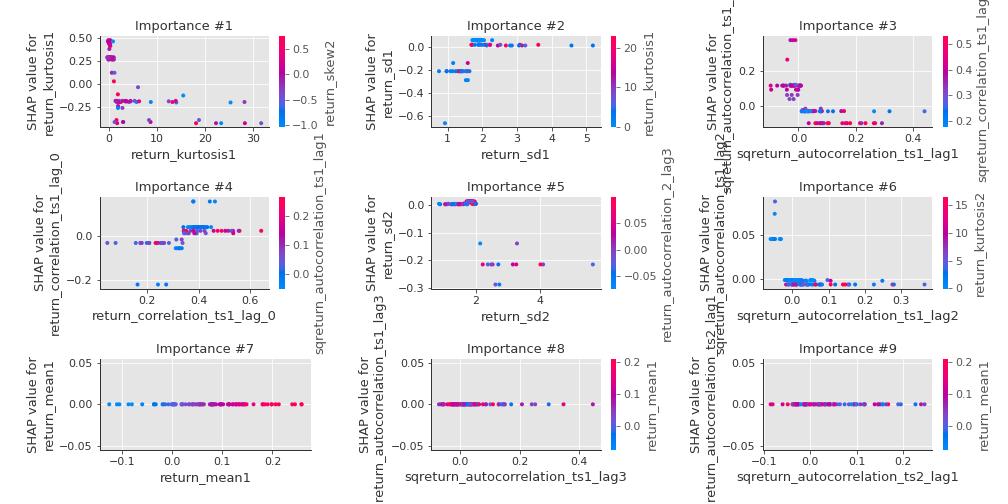 Importance #1
SHAP value for
return_kurtosis1
0.50
0.25
0.00
−0.25
0
10
20
30
return_kurtosis1
0.5
0.0
−0.5
−1.0
return_skew2
Importance #2
SHAP value for
return_sd1
0.0
−0.2
−0.4
−0.6
1
2
3
4
5
return_sd1
20
10
0
return_kurtosis1
Importance #3
SHAP value for
sqreturn_autocorrelation_ts1_lag1
0.2
0.0
0.0
0.2
0.4
sqreturn_autocorrelation_ts1_lag1
0.5
0.4
0.3
0.2
Importance #4
SHAP value for
return_correlation_ts1_lag_0
0.0
−0.2
0.2
0.4
0.6
return_correlation_ts1_lag_0
0.2
0.1
0.0
sqreturn_autocorrelation_ts1_lag1
Importance #5
SHAP value for
return_sd2
0.0
−0.1
−0.2
−0.3
2
4
return_sd2
0.05
0.00
−0.05
return_autocorrelation_2_lag3
Importance #6
SHAP value for
sqreturn_autocorrelation_ts1_lag2
0.05
0.00
0.0
0.1
0.2
0.3
sqreturn_autocorrelation_ts1_lag2
15
10
5
0
return_kurtosis2
Importance #7
SHAP value for
return_mean1
0.05
0.00
−0.05
−0.1
0.0
0.1
0.2
return_mean1
Importance #8
SHAP value for
sqreturn_autocorrelation_ts1_lag3
0.05
0.00
−0.05
0.0
0.2
0.4
sqreturn_autocorrelation_ts1_lag3
0.2
0.1
0.0
return_mean1
Importance #9
SHAP value for
sqreturn_autocorrelation_ts2_lag1
0.05
0.00
−0.05
−0.1
0.0
0.1
0.2
sqreturn_autocorrelation_ts2_lag1
0.2
0.1
0.0
return_mean1